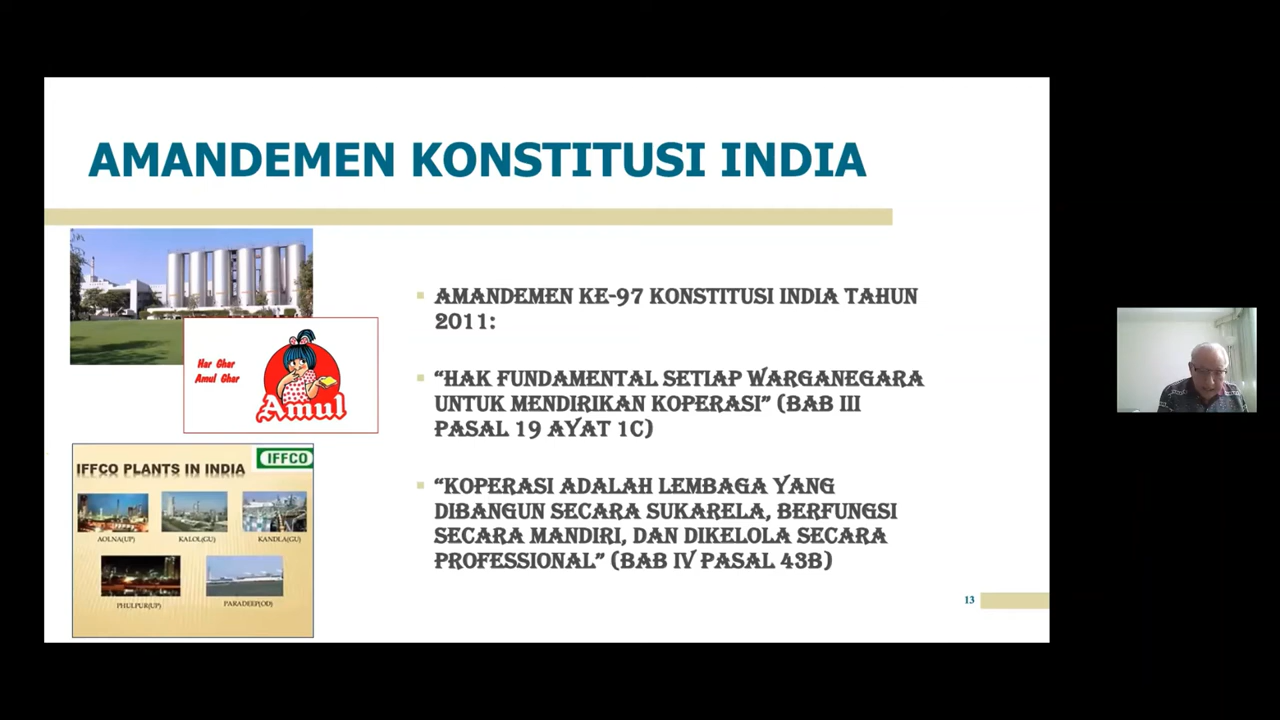 AMANDEMEN KONSTITUSI INDIA
Har Ghar
Amul Ghar
Amul
IFFCO
IFFCO PLANTS IN INDIA
AOLNA(UP)
KALOL(GU)
KANDLA(GU)
PHULPUR(UP)
PARADEEP(OD)
AMANDEMEN KE-97 KONSTITUSI INDIA TAHUN
2011:
“HAK FUNDAMENTAL SETIAP WARGANEGARA
UNTUK MENDIRIKAN KOPERASI” (BAB III
PASAL 19 AYAT 1C)
“KOPERASI ADALAH LEMBAGA YANG
DIBANGUN SECARA SUKARELA, BERFUNGSI
SECARA MANDIRI, DAN DIKELOLA SECARA
PROFESSIONAL” (BAB IV PASAL 43B)
13